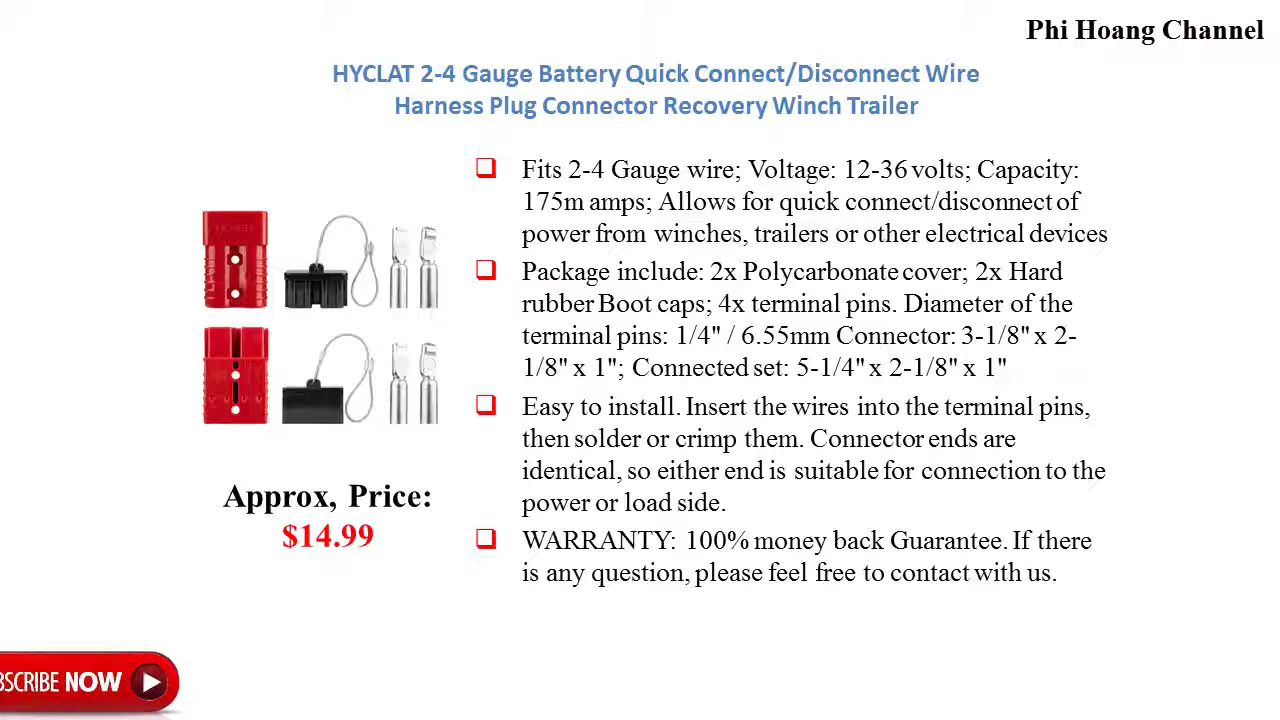 Phi Hoang Channel
HYCLAT 2-4 Gauge Battery Quick Connect/Disconnect Wire
Harness Plug Connector Recovery Winch Trailer
Fits 2-4 Gauge wire; Voltage: 12-36 volts; Capacity:
175m amps; Allows for quick connect/disconnect of
power from winches, trailers or other electrical devices
Package include: 2x Polycarbonate cover; 2x Hard
rubber Boot caps; 4x terminal pins. Diameter of the
terminal pins: 1/4" / 6.55mm Connector: 3-1/8" x 2-
1/8" x 1"; Connected set: 5-1/4" x 2-1/8" x 1"
Easy to install. Insert the wires into the terminal pins,
then solder or crimp them. Connector ends are
identical, so either end is suitable for connection to the
power or load side.
WARRANTY: 100% money back Guarantee. If there
is any question, please feel free to contact with us.
Approx, Price:
$14.99
BSCRIBE NOW